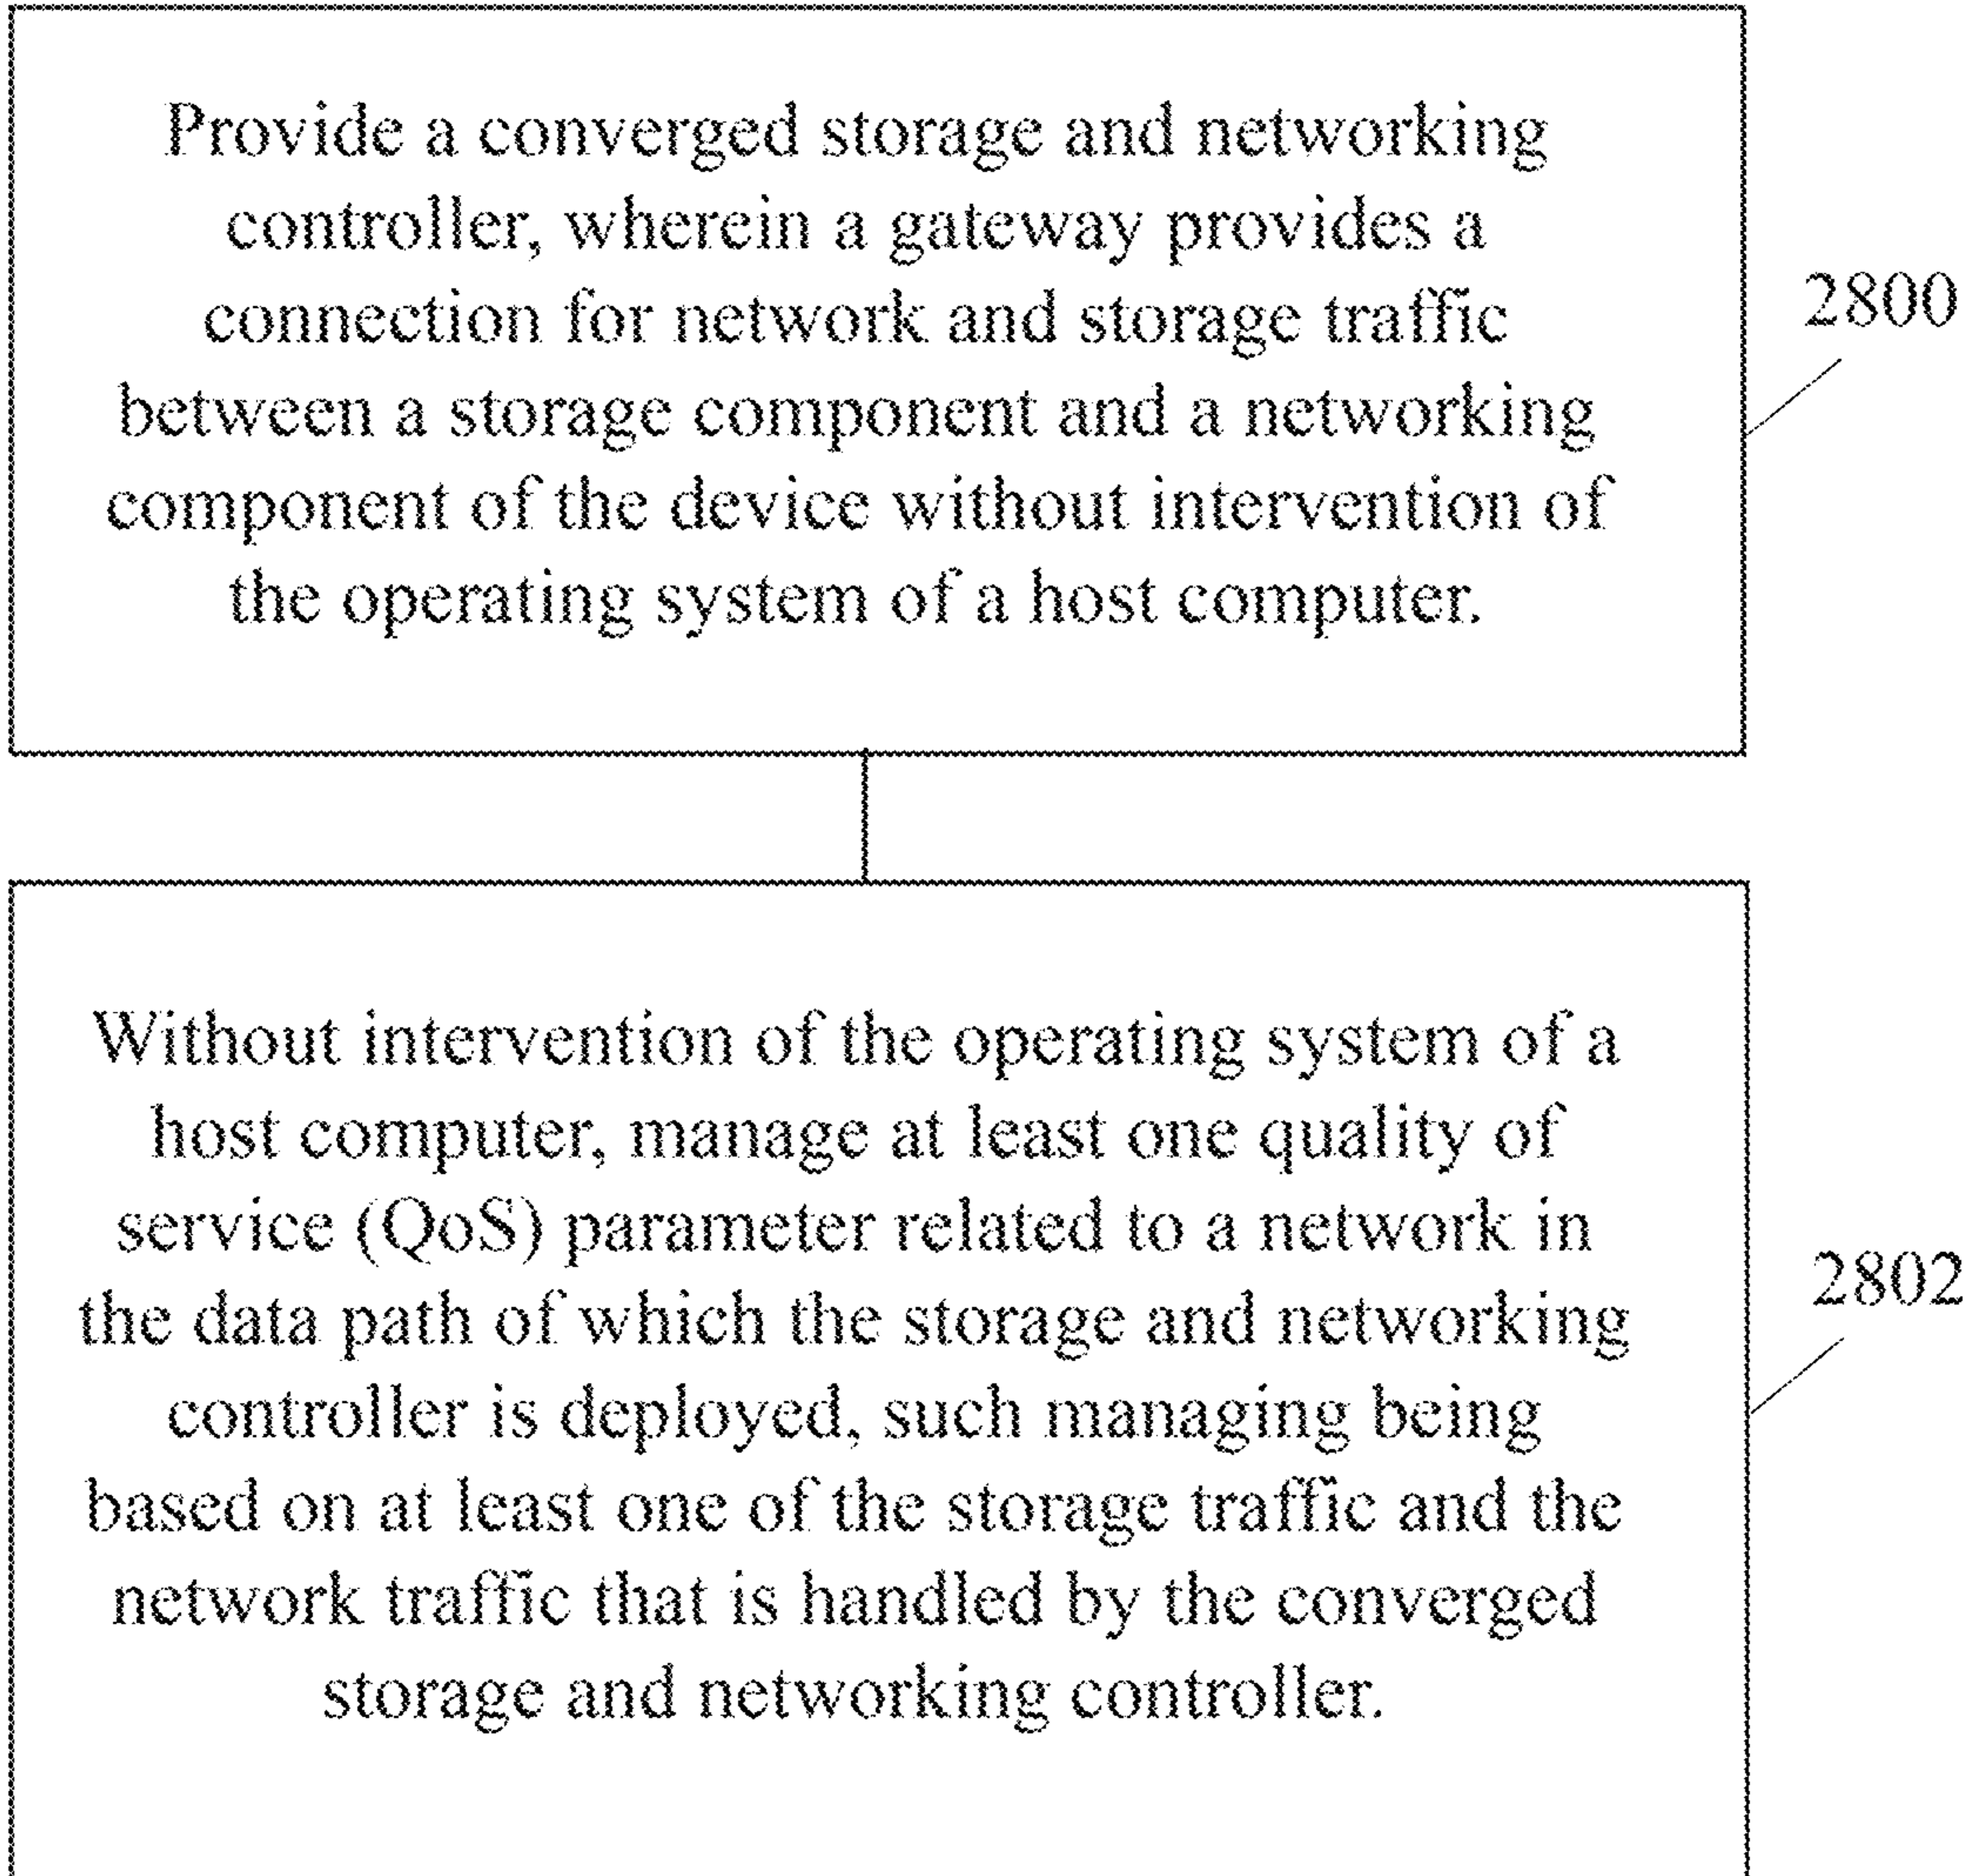 Provide a converged storage and networking
controller, wherein a gateway provides a
connection for network and storage traffic
between a storage component and a networking
component of the device without intervention of
the operating system of a host computer.
2800
Without intervention of the operating system of a
host computer, manage at least one quality of
service (QoS) parameter related to a network in
the data path of which the storage and networking
controller is deployed, such managing being
based on at least one of the storage traffic and the
network traffic that is handled by the converged
storage and networking controller.
2802